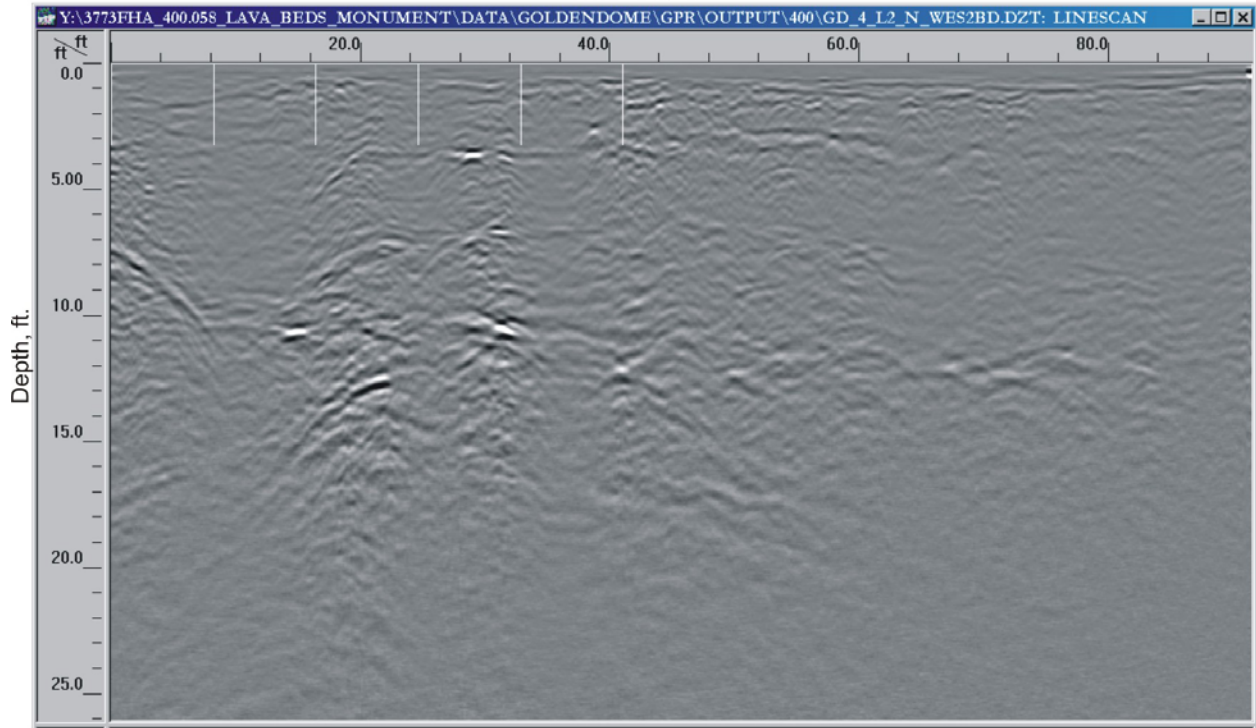 Y:\3773FHA_400.058_LAVA_BEDS_MONUMENT\DATA\GOLDENDOME\GPR\OUTPUT\400\GD_4_L2_N_WES2BD.DZT: LINESCAN
ft/ft 20.0 40.0 60.0 80.0
0.0
5.00
10.0
15.0
20.0
25.0
Depth, ft.